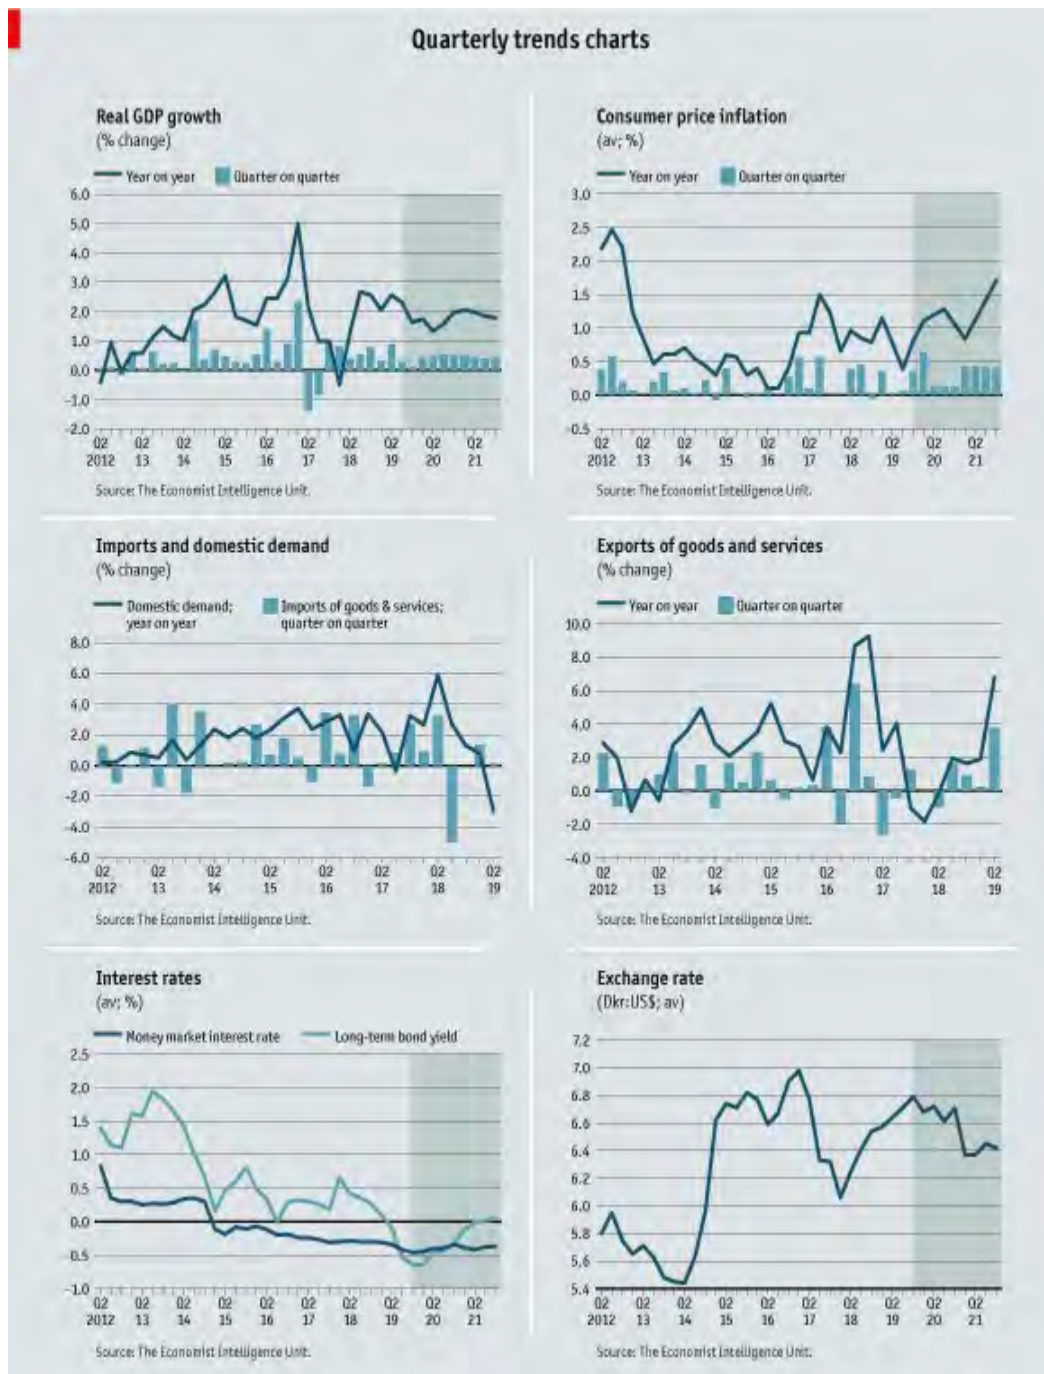 Quarterly trends charts
Real GDP growth
(% change)
Year on year
Quarter on quarter
6.0
5.0
4.0
3.0
2.0
1.0
0.0
-1.0
-2.0
Q2 Q2 Q2 Q2 Q2 Q2 Q2 Q2 Q2 Q2
2012 13 14 15 16 17 18 19 20 21
Source: The Economist Intelligence Unit.
Consumer price inflation
(av; %)
Year on year
Quarter on quarter
3.0
2.5
2.0
1.5
1.0
0.5
0.0
-0.5
Q2 Q2 Q2 Q2 Q2 Q2 Q2 Q2 Q2 Q2
2012 13 14 15 16 17 18 19 20 21
Source: The Economist Intelligence Unit.
Imports and domestic demand
(% change)
Domestic demand;
year on year
Imports of goods & services;
quarter on quarter
8.0
6.0
4.0
2.0
0.0
-2.0
-4.0
-6.0
Q2 Q2 Q2 Q2 Q2 Q2 Q2 Q2
2012 13 14 15 16 17 18 19
Source: The Economist Intelligence Unit.
Exports of goods and services
(% change)
Year on year
Quarter on quarter
10.0
8.0
6.0
4.0
2.0
0.0
-2.0
-4.0
Q2 Q2 Q2 Q2 Q2 Q2 Q2 Q2
2012 13 14 15 16 17 18 19
Source: The Economist Intelligence Unit.
Interest rates
(av; %)
Money market interest rate
Long-term bond yield
2.5
2.0
1.5
1.0
0.5
0.0
-0.5
-1.0
Q2 Q2 Q2 Q2 Q2 Q2 Q2 Q2 Q2 Q2
2012 13 14 15 16 17 18 19 20 21
Source: The Economist Intelligence Unit.
Exchange rate
(Dkr:US$; av)
7.2
7.0
6.8
6.6
6.4
6.2
6.0
5.8
5.6
5.4
Q2 Q2 Q2 Q2 Q2 Q2 Q2 Q2 Q2 Q2
2012 13 14 15 16 17 18 19 20 21
Source: The Economist Intelligence Unit.